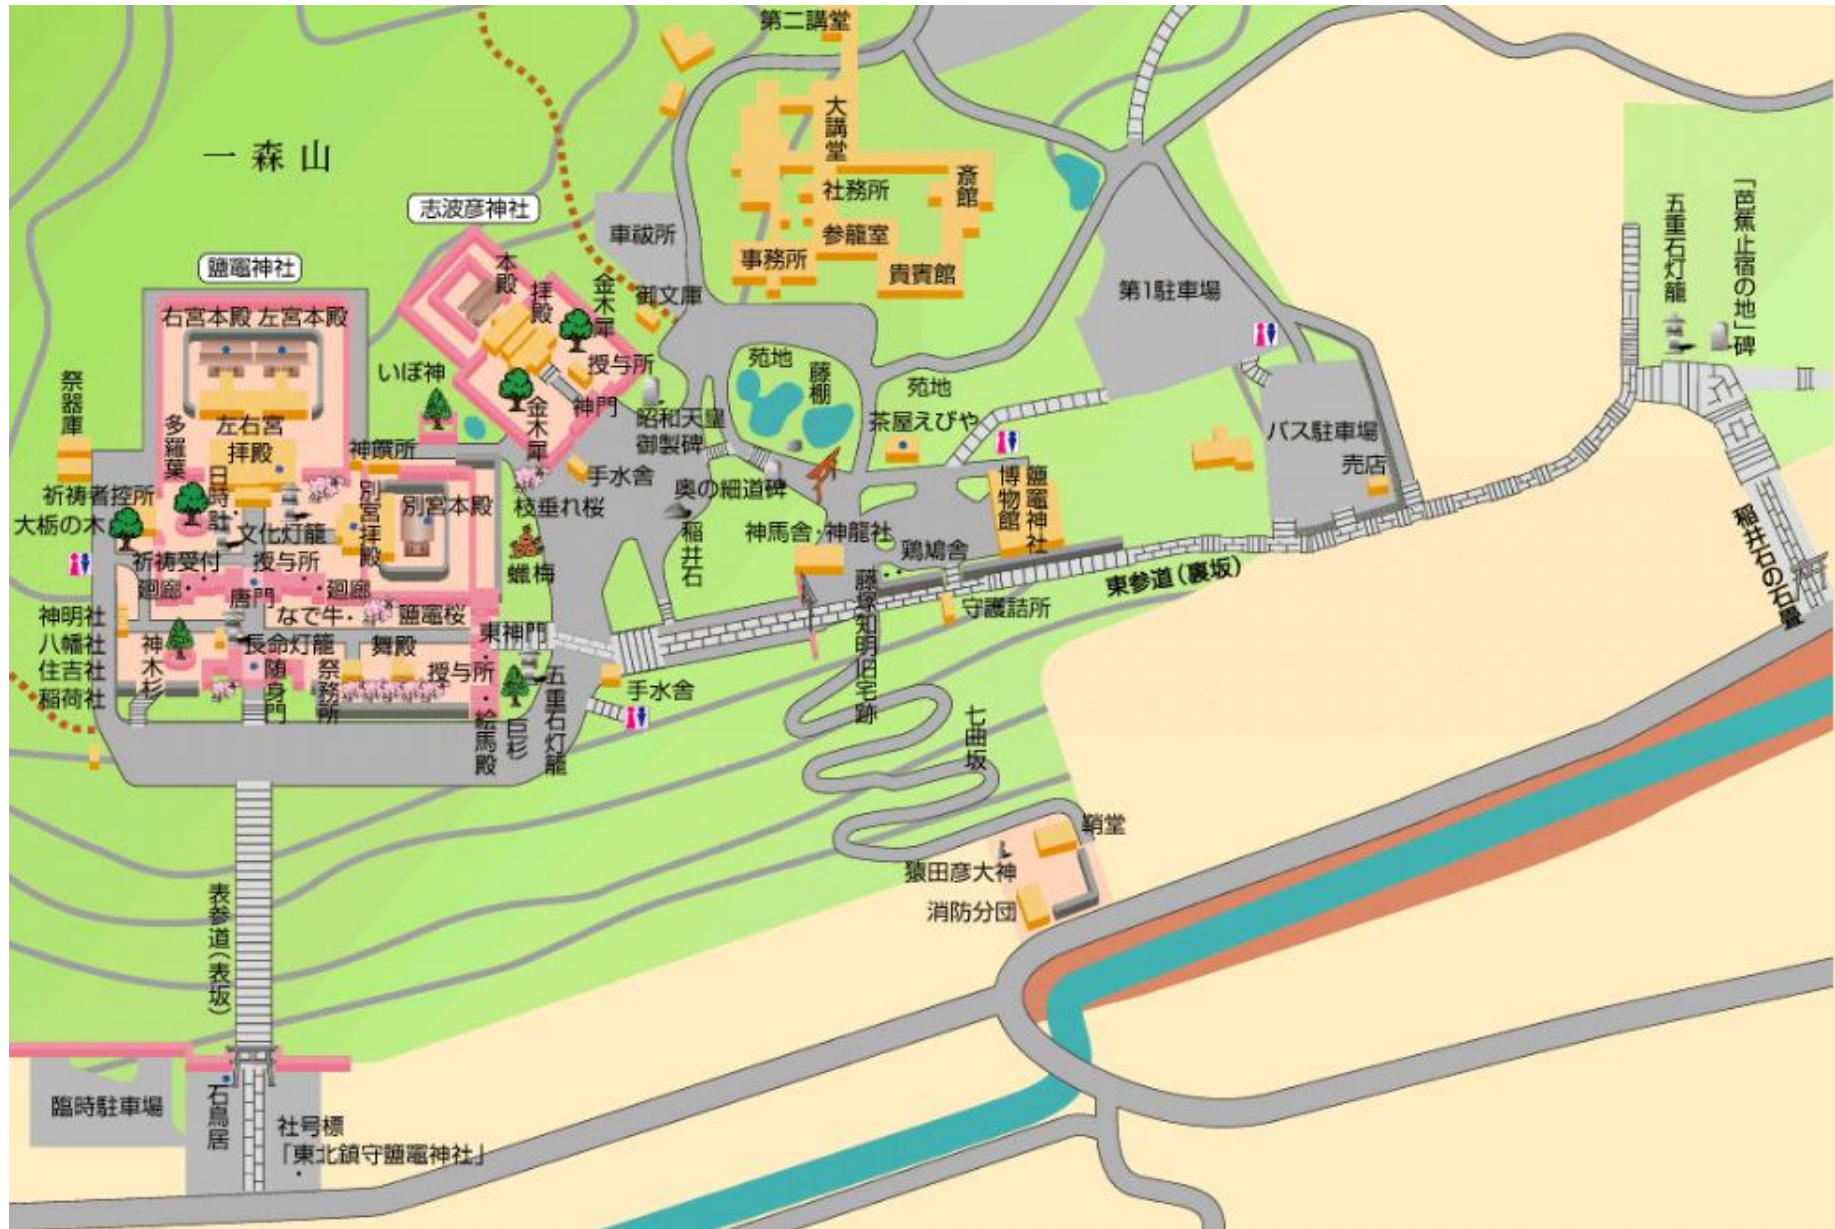 第二講堂
大講堂
斎館
社務所
参籠室
事務所
貴賓館
一森山
志波彦神社
車祓所
鹽竈神社
本殿
拝殿
金木犀
御文庫
第1駐車場
五重石灯籠
「芭蕉止宿の地」碑
右宮本殿
左宮本殿
いぼ神
授与所
神門
金木犀
昭和天皇
御製碑
苑地
藤棚
苑地
茶屋えびや
バス駐車場
売店
祭器庫
多羅葉
左右宮
拝殿
神饌所
手水舎
奥の細道碑
鹽竈神社
博物館
祈祷者控所
大栃の木
日時計
文化灯籠
別宮拝殿
別宮本殿
枝垂れ桜
稲井石
神馬舎・神龍社
鶏鳩舎
祈祷受付
授与所
蠟梅
東参道(裏坂)
稲井石の石畳
廻廊
唐門
廻廊
なで牛
鹽竈桜
藤塚知明旧宅跡
守護詰所
神明社
八幡社
住吉社
稲荷社
神木杉
長命灯籠
舞殿
東神門
随身門
祭務所
授与所
絵馬殿
巨杉
五重石灯籠
手水舎
七曲坂
鞘堂
猿田彦大神
消防分団
表参道(表坂)
臨時駐車場
石鳥居
社号標
「東北鎮守鹽竈神社」